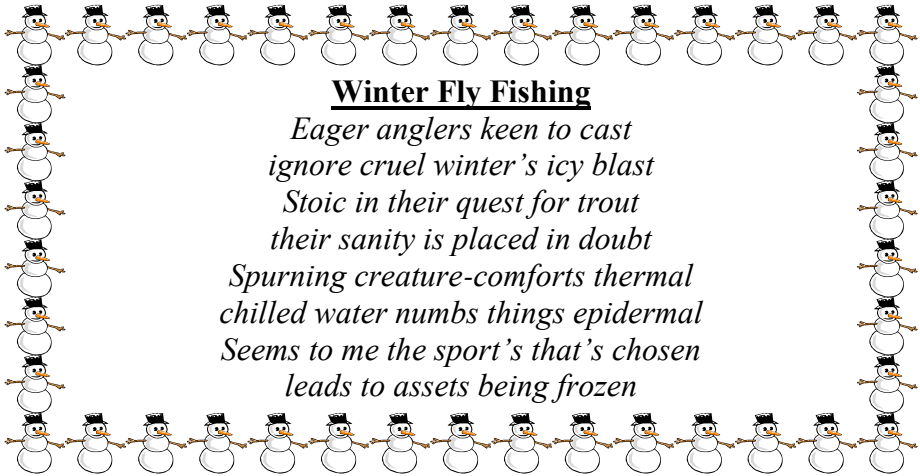 Winter Fly Fishing
Eager anglers keen to cast
ignore cruel winter’s icy blast
Stoic in their quest for trout
their sanity is placed in doubt
Spurning creature-comforts thermal
chilled water numbs things epidermal
Seems to me the sport’s that’s chosen
leads to assets being frozen